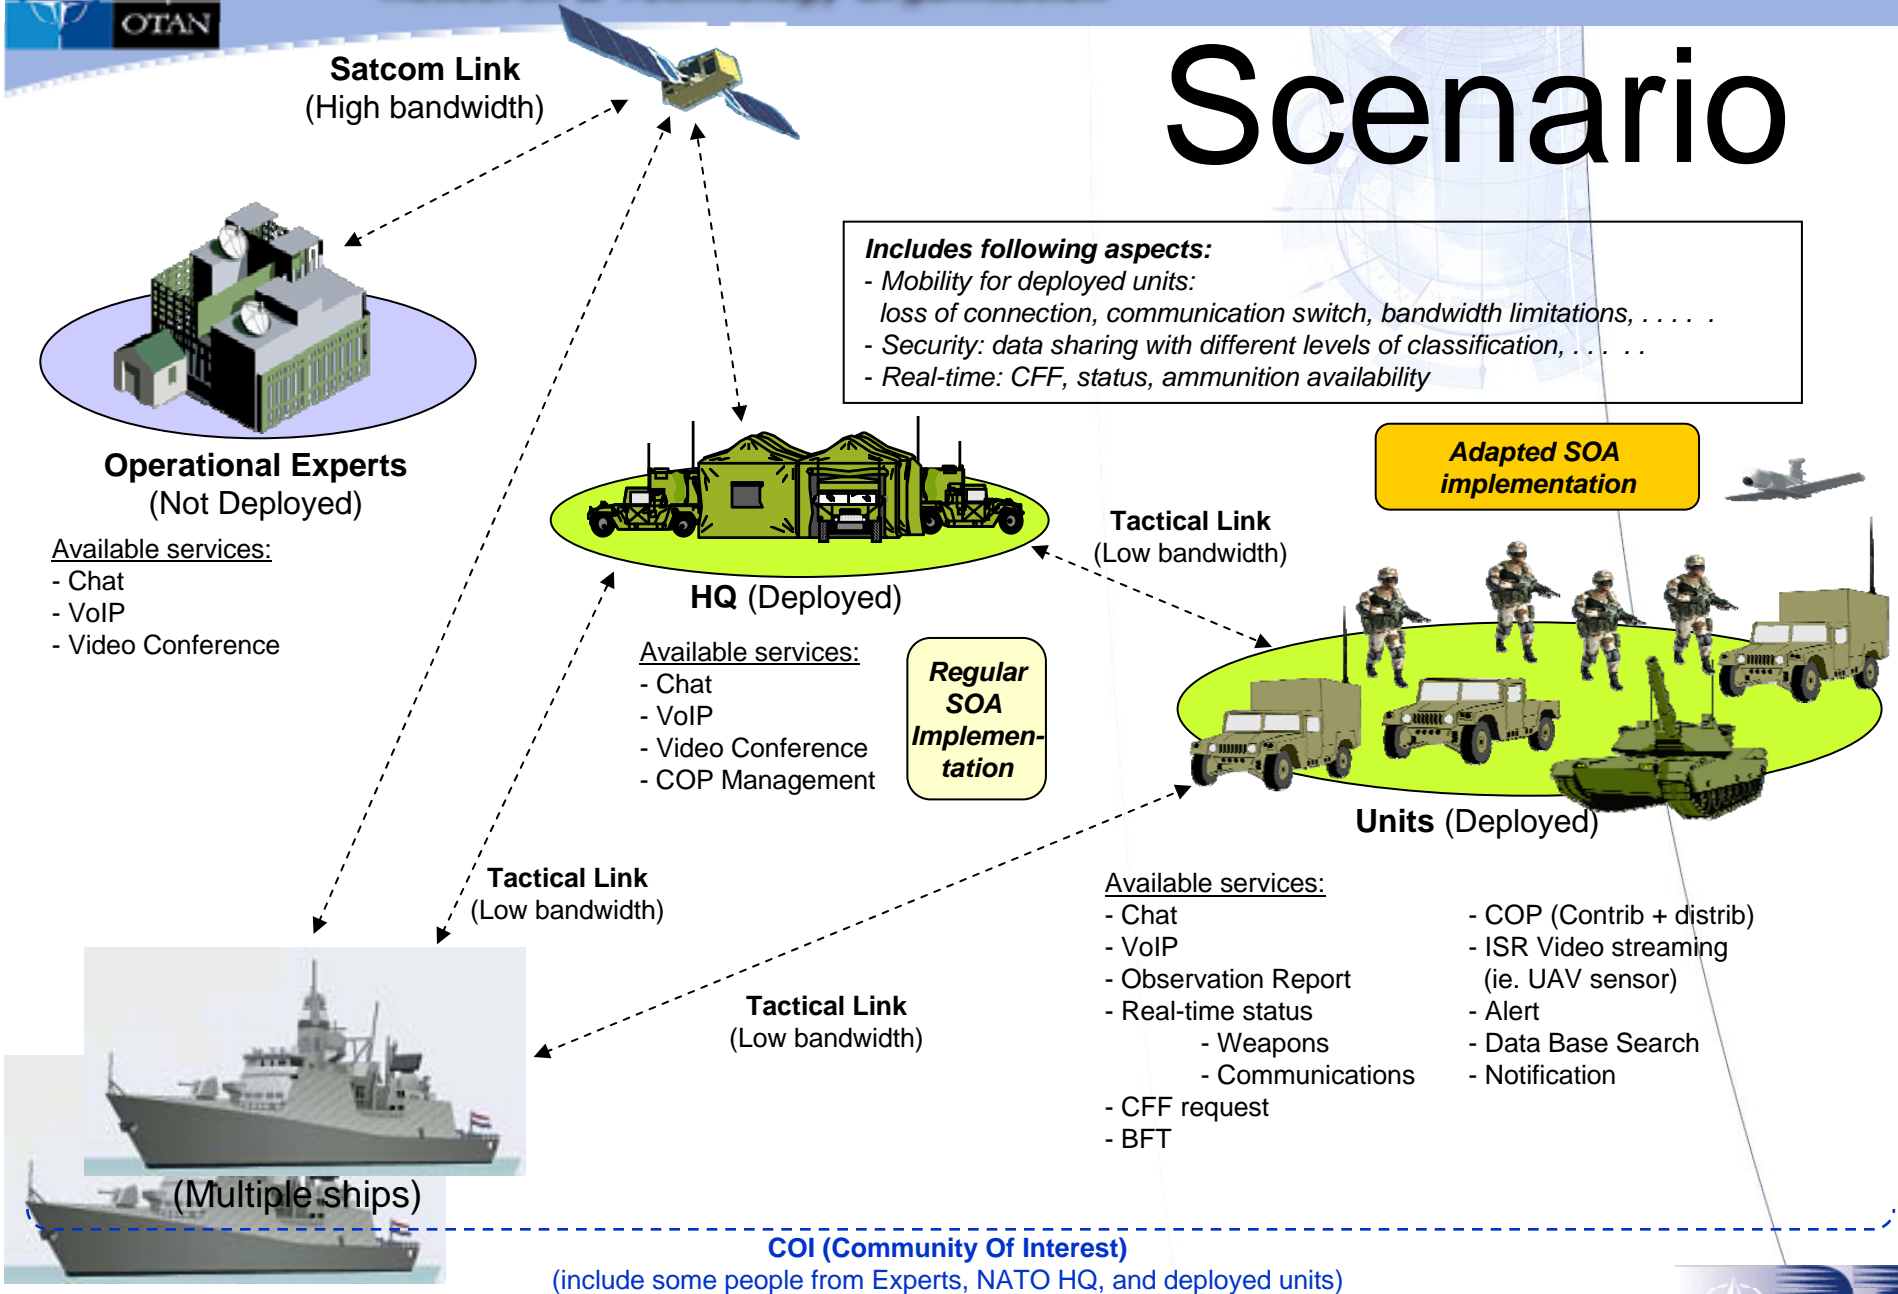 OTAN
Scenario
Satcom Link
(High bandwidth)
Includes following aspects:
- Mobility for deployed units:
loss of connection, communication switch, bandwidth limitations, . . . . .
- Security: data sharing with different levels of classification, . . . . .
- Real-time: CFF, status, ammunition availability
Operational Experts
(Not Deployed)
Available services:
- Chat
- VoIP
- Video Conference
HQ (Deployed)
Available services:
- Chat
- VoIP
- Video Conference
- COP Management
Regular
SOA
Implemen-
tation
Adapted SOA
implementation
Tactical Link
(Low bandwidth)
Units (Deployed)
Available services:
- Chat
- VoIP
- Observation Report
- Real-time status
- Weapons
- Communications
- CFF request
- BFT
- COP (Contrib + distrib)
- ISR Video streaming
(ie. UAV sensor)
- Alert
- Data Base Search
- Notification
Tactical Link
(Low bandwidth)
Tactical Link
(Low bandwidth)
(Multiple ships)
COI (Community Of Interest)
(include some people from Experts, NATO HQ, and deployed units)